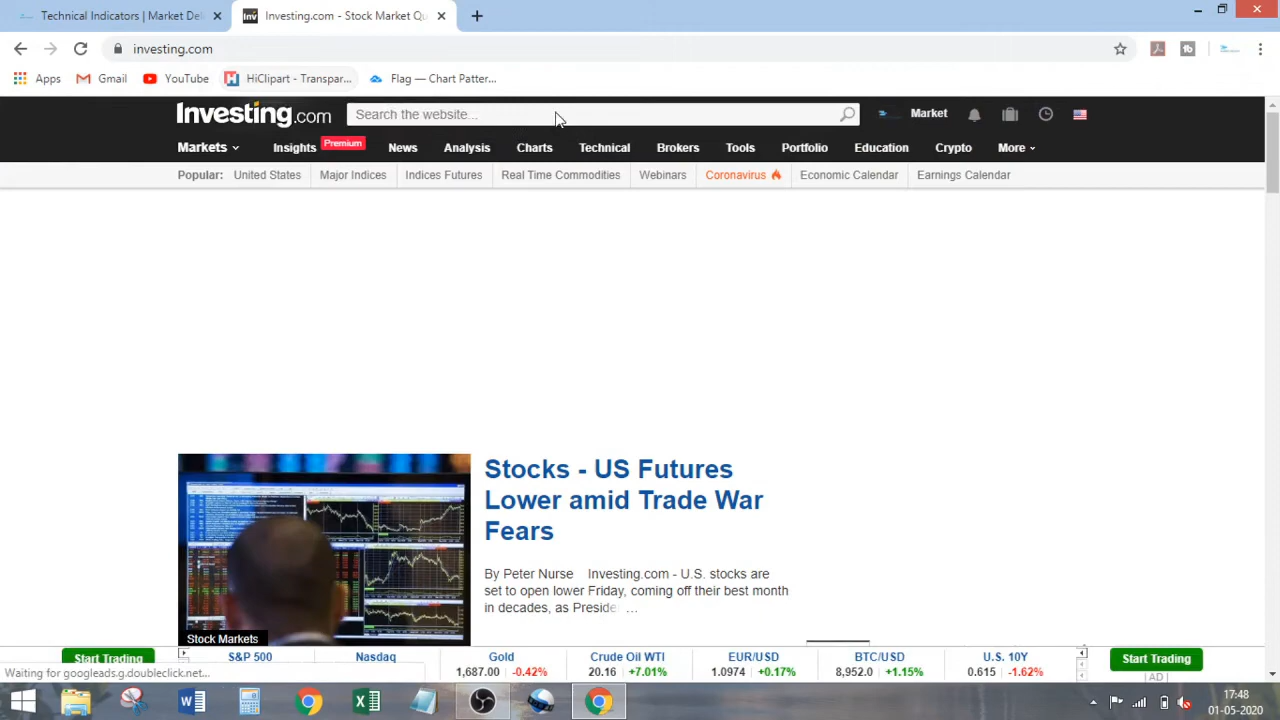 Technical Indicators | Market De
Investing.com - Stock Market Qu
investing.com
Apps
Gmail
YouTube
HiClipart - Transpar...
Flag — Chart Patter...
Investing.com
Search the website...
Market
Markets
Insights
Premium
News
Analysis
Charts
Technical
Brokers
Tools
Portfolio
Education
Crypto
More
Popular:
United States
Major Indices
Indices Futures
Real Time Commodities
Webinars
Coronavirus
Economic Calendar
Earnings Calendar
Stocks - US Futures
Lower amid Trade War
Fears
By Peter Nurse Investing.com - U.S. stocks are
set to open lower Friday, coming off their best month
in decades, as Preside ...
Stock Markets
Start Trading
S&P 500
Nasdaq
Gold
1,687.00 -0.42%
Crude Oil WTI
20.16 +7.01%
EUR/USD
1.0974 +0.17%
BTC/USD
8,952.0 +1.15%
U.S. 10Y
0.615 -1.62%
Start Trading
[ AD ]
Waiting for googleads.g.doubleclick.net...
17:48
01-05-2020